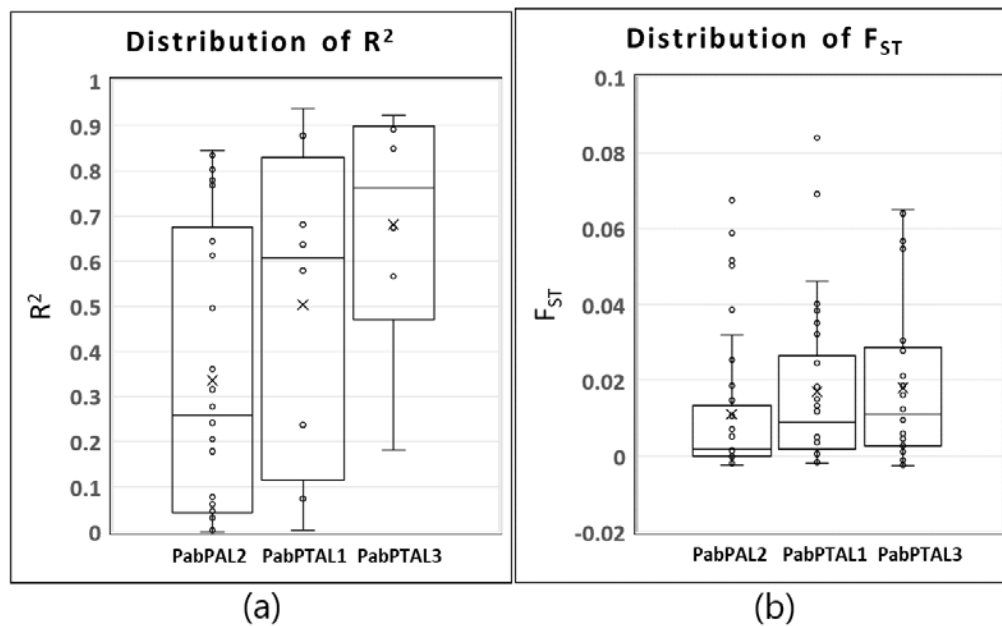 Distribution of R²
1
0.9
0.8
0.7
0.6
0.5
0.4
0.3
0.2
0.1
0
R²
PabPAL2 PabPTAL1 PabPTAL3
(a)
Distribution of F_ST
0.1
0.08
0.06
0.04
0.02
0
-0.02
F_ST
PabPAL2 PabPTAL1 PabPTAL3
(b)